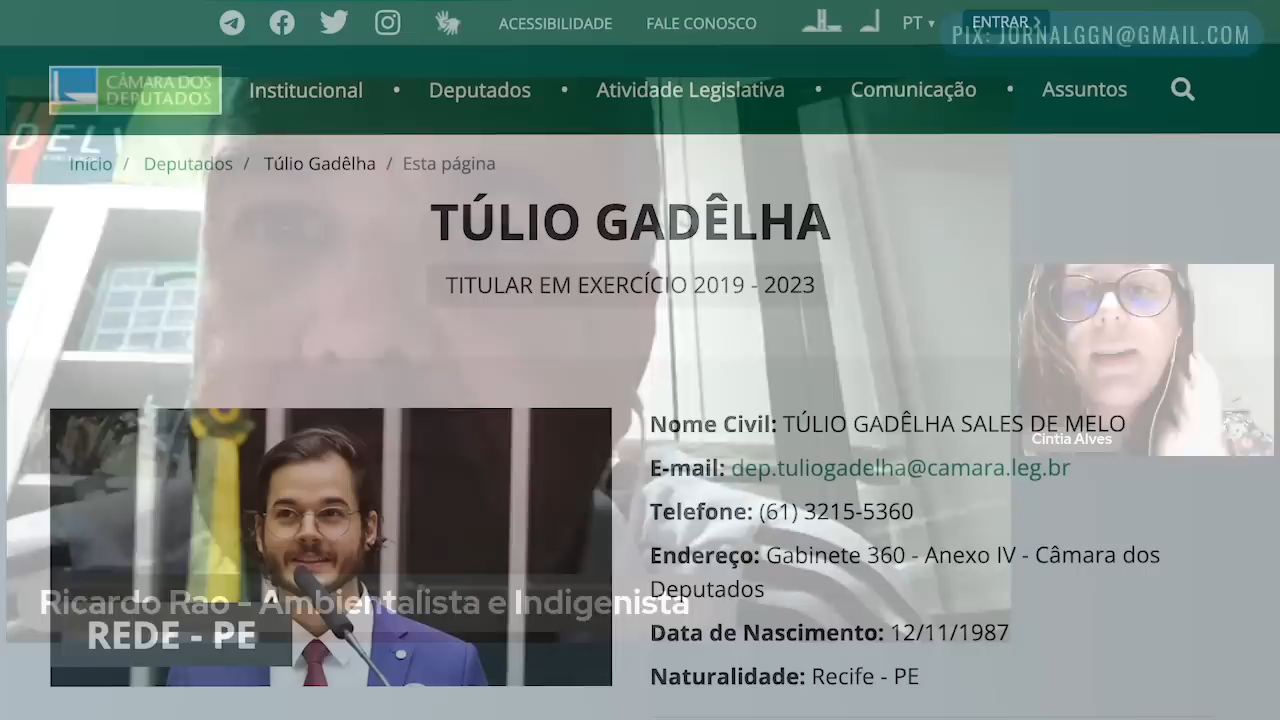 ACESSIBILIDADE
FALE CONOSCO
PT
ENTRAR
PIX: JORNALGGN@GMAIL.COM
CÂMARA DOS
DEPUTADOS
Institucional • Deputados • Atividade Legislativa • Comunicação • Assuntos
DELV
Início / Deputados / Túlio Gadêlha / Esta página
TÚLIO GADÊLHA
TITULAR EM EXERCÍCIO 2019 - 2023
Nome Civil: TÚLIO GADÊLHA SALES DE MELO
Cintia Alves
E-mail: dep.tuliogadelha@camara.leg.br
Telefone: (61) 3215-5360
Endereço: Gabinete 360 - Anexo IV - Câmara dos
Deputados
Data de Nascimento: 12/11/1987
Naturalidade: Recife - PE
Ricardo Rao - Ambientalista e Indigenista
REDE - PE